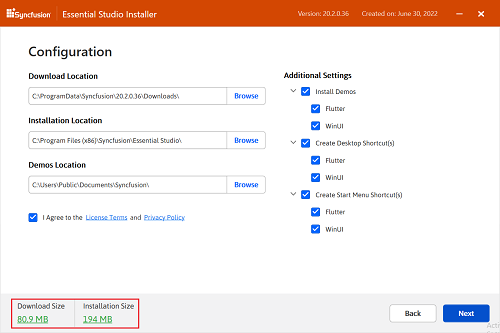 Syncfusion Essential Studio Installer Version: 20.2.0.36 Created on: June 30, 2022
Configuration
Download Location
C:\ProgramData\Syncfusion\20.2.0.36\Downloads\ Browse
Installation Location
C:\Program Files (x86)\Syncfusion\Essential Studio\ Browse
Demos Location
C:\Users\Public\Documents\Syncfusion\ Browse
I Agree to the License Terms and Privacy Policy
Additional Settings
Install Demos
Flutter
WinUI
Create Desktop Shortcut(s)
Flutter
WinUI
Create Start Menu Shortcut(s)
Flutter
WinUI
Download Size Installation Size
80.9 MB 194 MB
Back Next